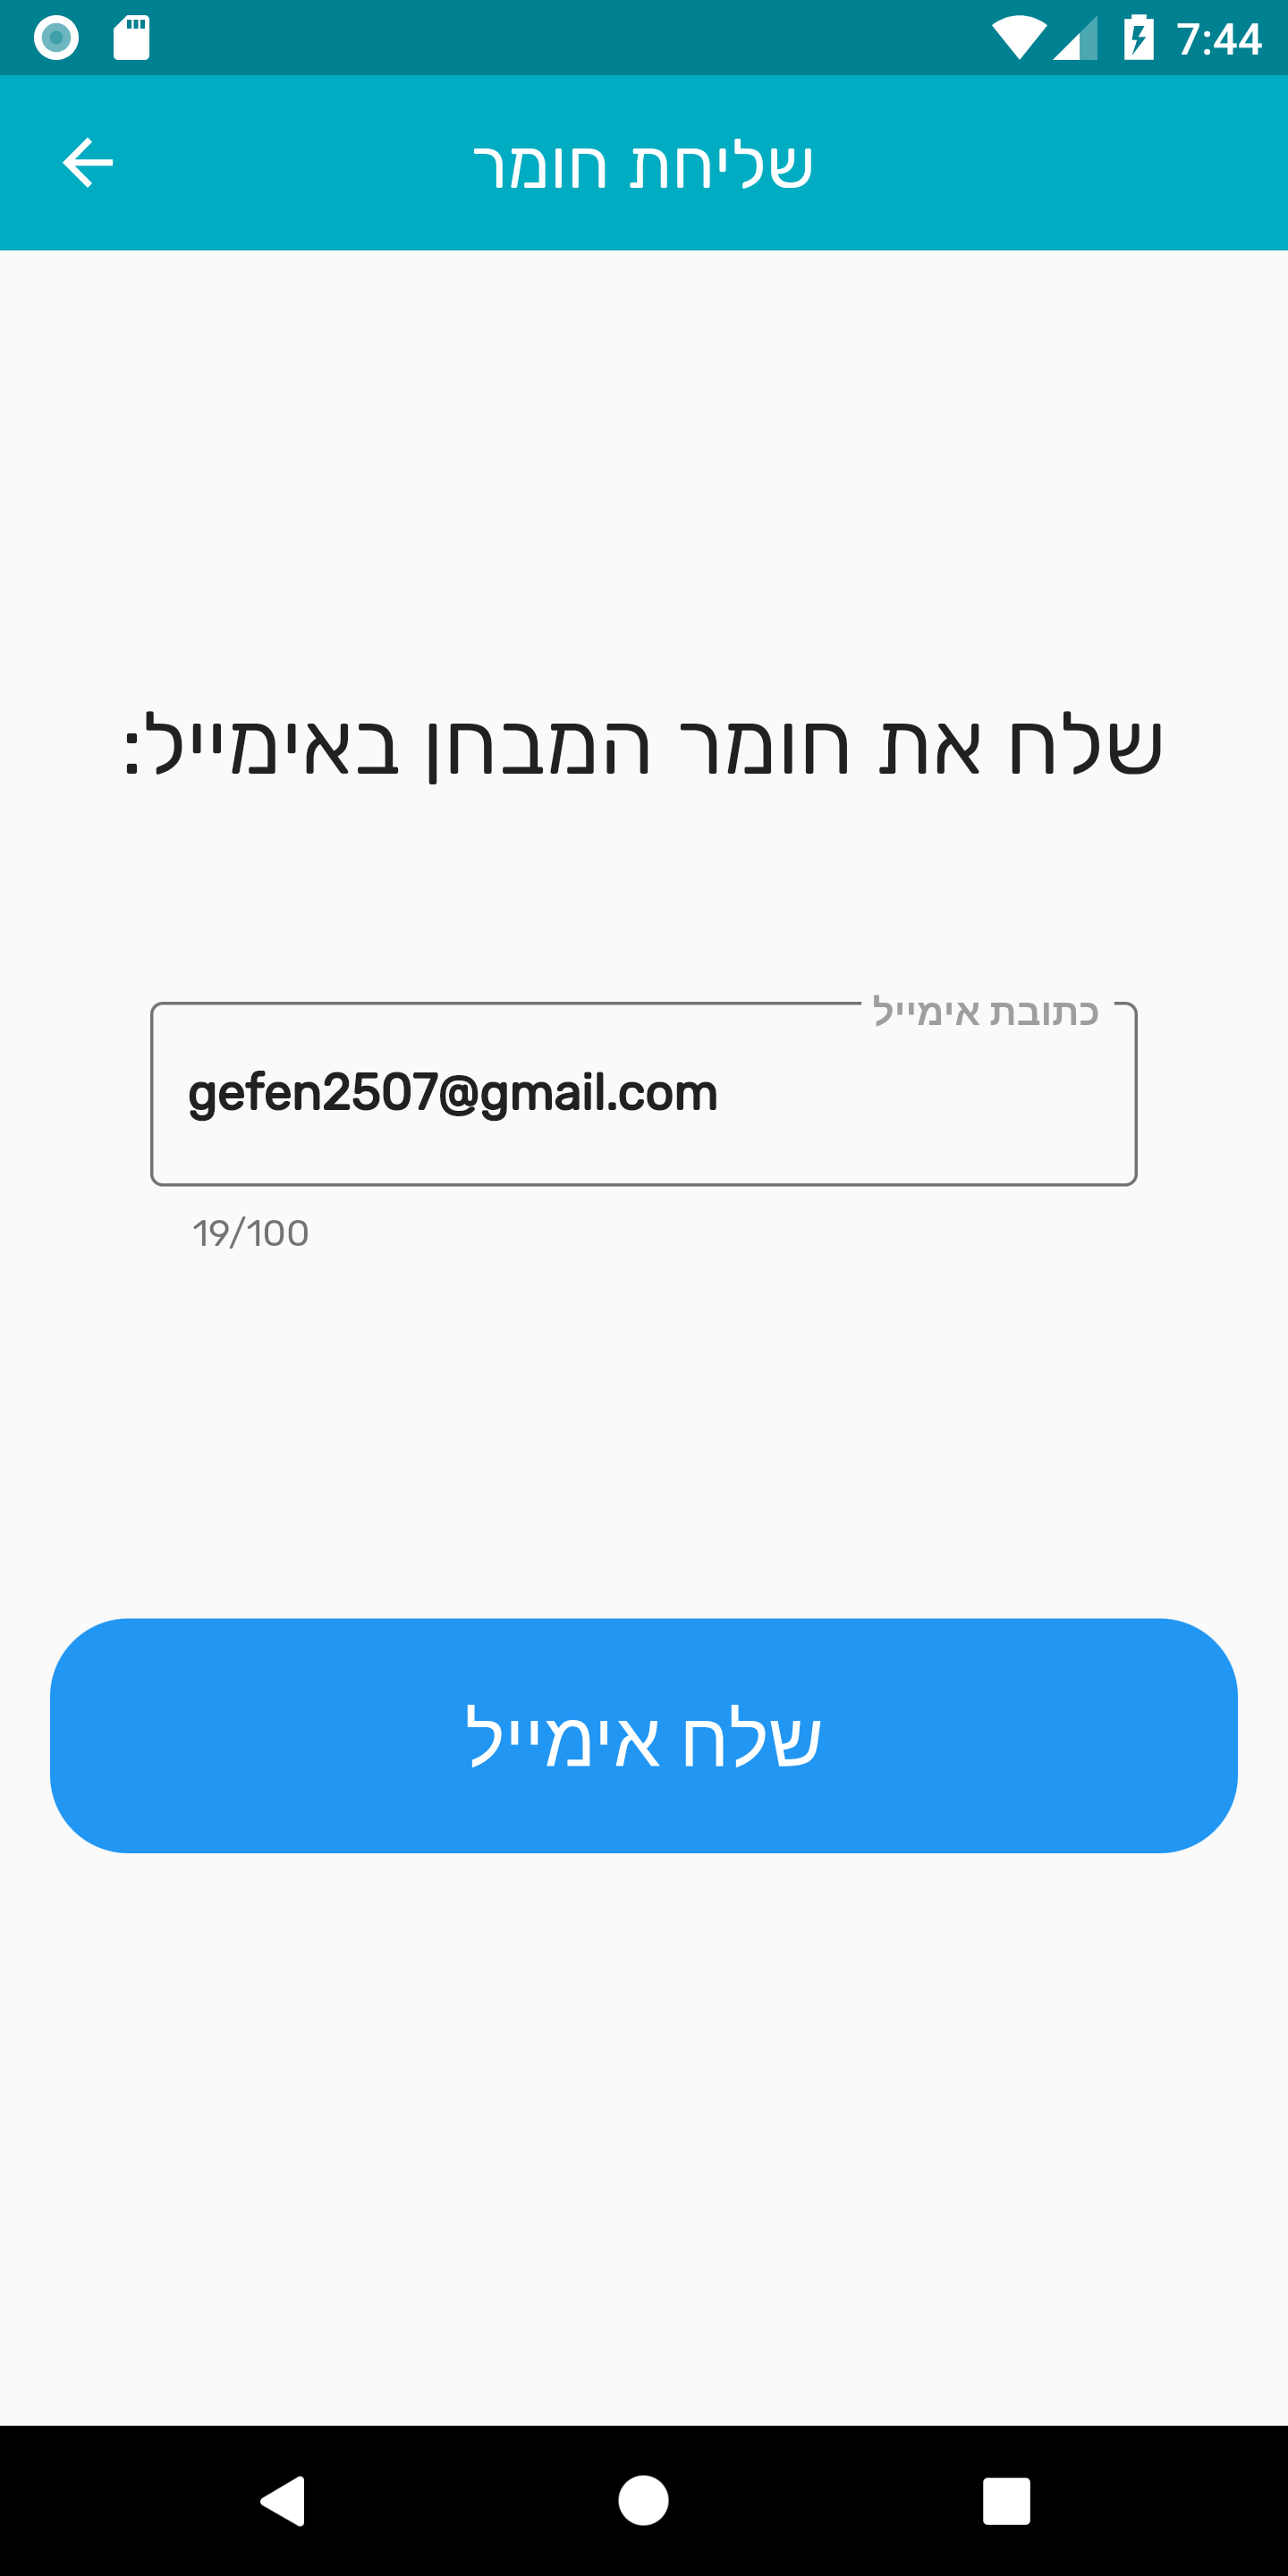 7:44
שליחת חומר
שלח את חומר המבחן באימייל:
כתובת אימייל
gefen2507@gmail.com
19/100
שלח אימייל